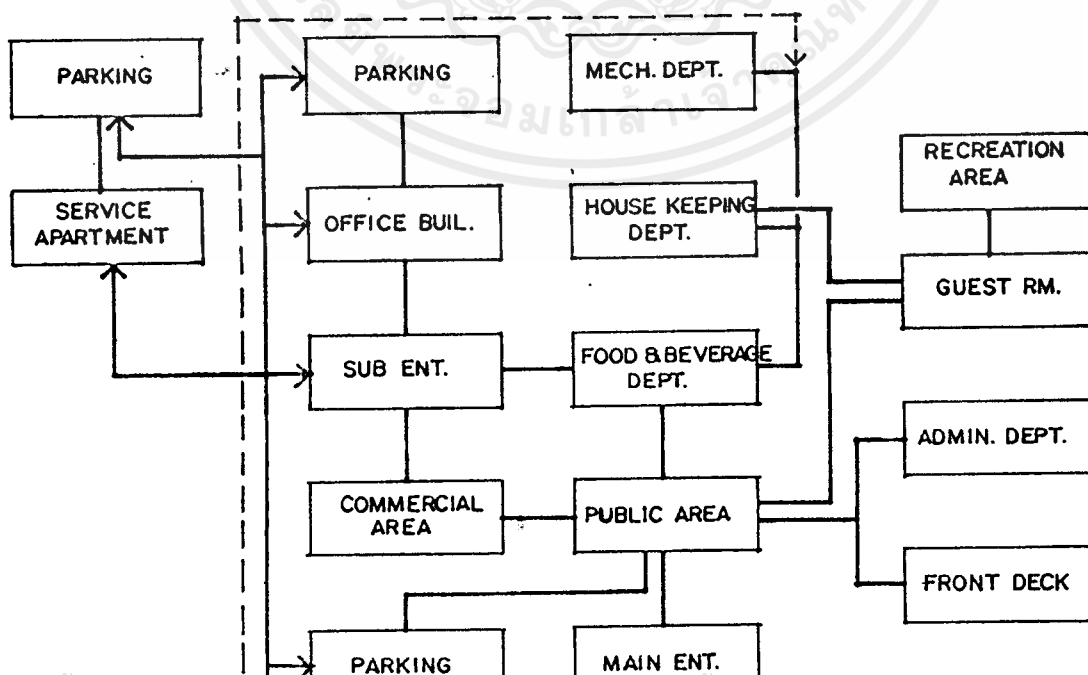 PARKING
PARKING
MECH. DEPT.
RECREATION
AREA
SERVICE
APARTMENT
OFFICE BUIL.
HOUSE KEEPING
DEPT.
GUEST RM.
SUB ENT.
FOOD & BEVERAGE
DEPT.
ADMIN. DEPT.
COMMERCIAL
AREA
PUBLIC AREA
FRONT DECK
PARKING
MAIN ENT.